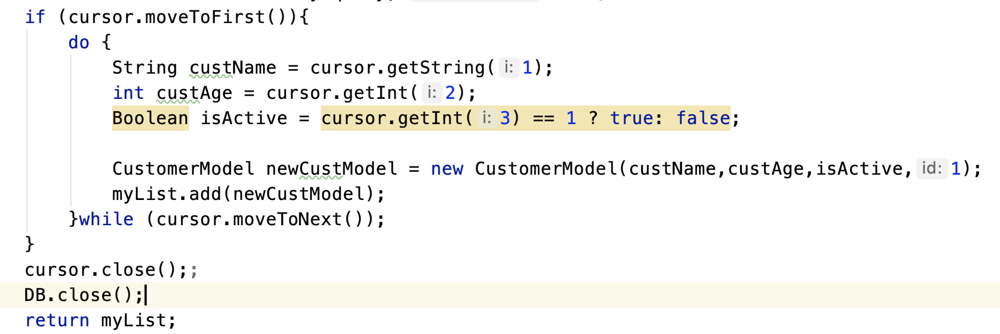 if (cursor.moveToFirst()){
do {
String custName = cursor.getString( i: 1);
int custAge = cursor.getInt( i: 2);
Boolean isActive = cursor.getInt( i: 3) == 1 ? true: false;
CustomerModel newCustModel = new CustomerModel(custName,custAge,isActive, id: 1);
myList.add(newCustModel);
}while (cursor.moveToNext());
}
cursor.close();;
DB.close();
return myList;